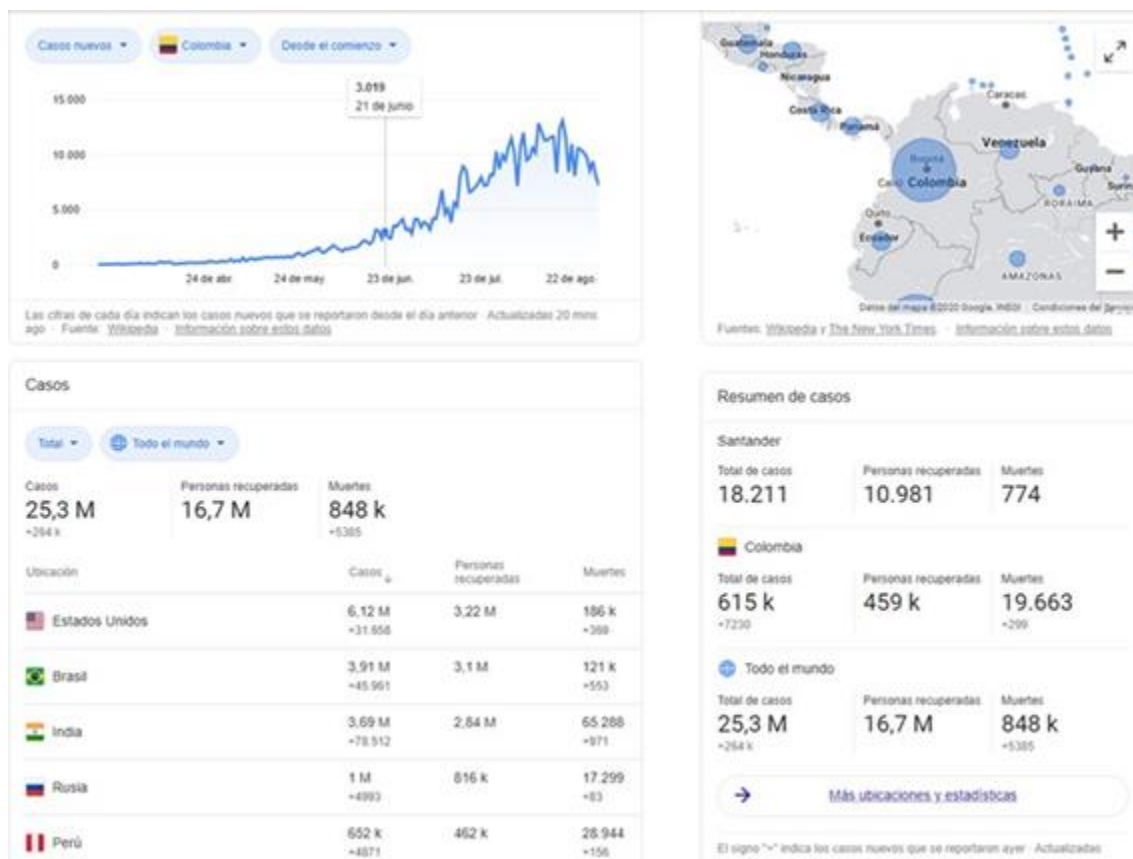 Casos nuevos
Colombia
Desde el comienzo
3.019
21 de junio
15.000
10.000
5.000
0
24 de abr.
24 de may.
23 de jun.
23 de jul.
22 de ago.
Las cifras de cada día indican los casos nuevos que se reportaron desde el día anterior · Actualizadas 20 mins
ago · Fuente: Wikipedia · Información sobre estos datos
Guatemala
Honduras
Nicaragua
Costa Rica
Panamá
Caracas
Venezuela
Guyana
Bogotá
Cali
Colombia
RORAIMA
Quito
Ecuador
AMAZONAS
+
−
Datos del mapa ©2020 Google, INEGI
Condiciones del
Fuentes: Wikipedia y The New York Times · Información sobre estos datos
Casos
Total
Todo el mundo
Casos Personas recuperadas Muertes
25,3 M 16,7 M 848 k
+264 k +5385
Ubicación Casos Personas recuperadas Muertes
Estados Unidos 6,12 M 3,22 M 186 k
+31.658 +369
Brasil 3,91 M 3,1 M 121 k
+45.961 +553
India 3,69 M 2,84 M 65.288
+78.512 +971
Rusia 1 M 816 k 17.299
+4993 +83
Perú 652 k 462 k 28.944
+4871 +156
Resumen de casos
Santander
Total de casos Personas recuperadas Muertes
18.211 10.981 774
Colombia
Total de casos Personas recuperadas Muertes
615 k 459 k 19.663
+7230 +299
Todo el mundo
Total de casos Personas recuperadas Muertes
25,3 M 16,7 M 848 k
+264 k +5385
Más ubicaciones y estadísticas
El signo "+" indica los casos nuevos que se reportaron ayer · Actualizadas